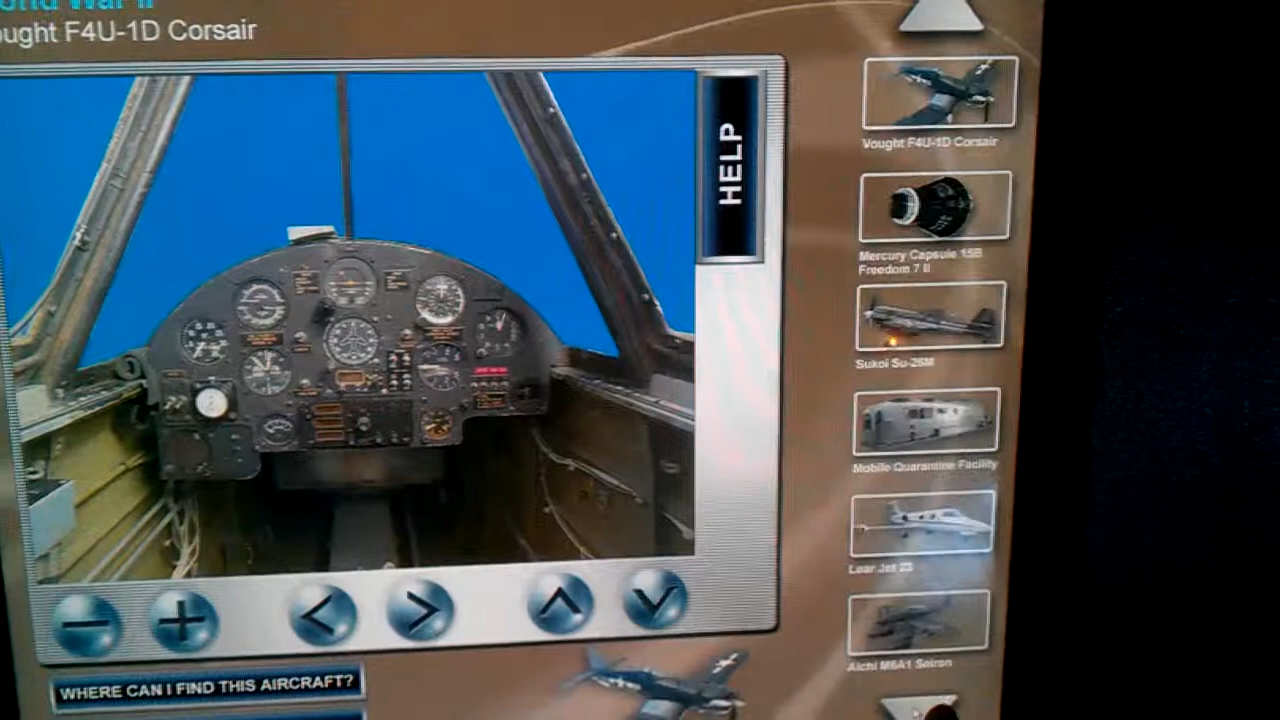 Vought F4U-1D Corsair
HELP
Vought F4U-1D Corsair
Mercury Capsule 15B
Freedom 7 II
Sukoi Su-26M
Mobile Quarantine Facility
Lear Jet 23
Aichi M6A1 Seiran
WHERE CAN I FIND THIS AIRCRAFT?